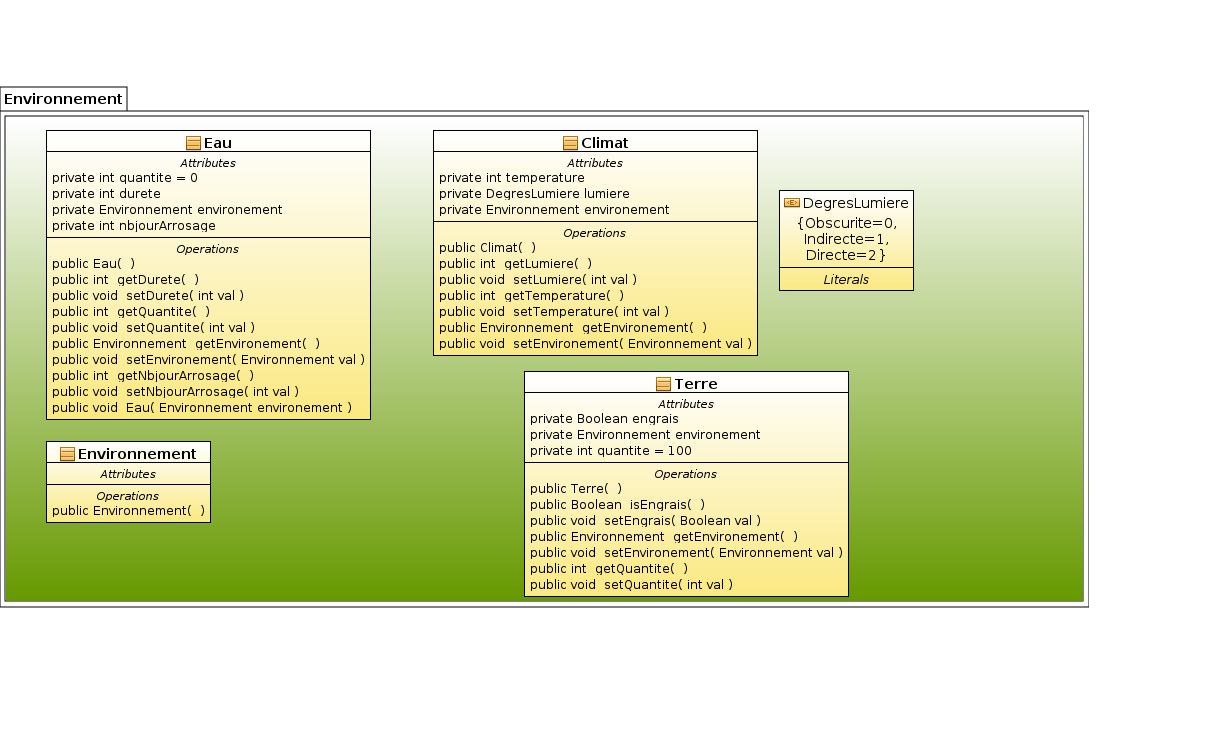 Environnement
Eau
Attributes
private int quantite = 0
private int durete
private Environnement environement
private int nbjourArrosage
Operations
public Eau(  )
public int  getDurete(  )
public void  setDurete( int val )
public int  getQuantite(  )
public void  setQuantite( int val )
public Environnement  getEnvironement(  )
public void  setEnvironement( Environnement val )
public int  getNbjourArrosage(  )
public void  setNbjourArrosage( int val )
public void  Eau( Environnement environement )
Climat
Attributes
private int temperature
private DegresLumiere lumiere
private Environnement environement
Operations
public Climat(  )
public int  getLumiere(  )
public void  setLumiere( int val )
public int  getTemperature(  )
public void  setTemperature( int val )
public Environnement  getEnvironement(  )
public void  setEnvironement( Environnement val )
<E> DegresLumiere
{Obscurite=0,
Indirecte=1,
Directe=2}
Literals
Environnement
Attributes
Operations
public Environnement(  )
Terre
Attributes
private Boolean engrais
private Environnement environement
private int quantite = 100
Operations
public Terre(  )
public Boolean  isEngrais(  )
public void  setEngrais( Boolean val )
public Environnement  getEnvironement(  )
public void  setEnvironement( Environnement val )
public int  getQuantite(  )
public void  setQuantite( int val )